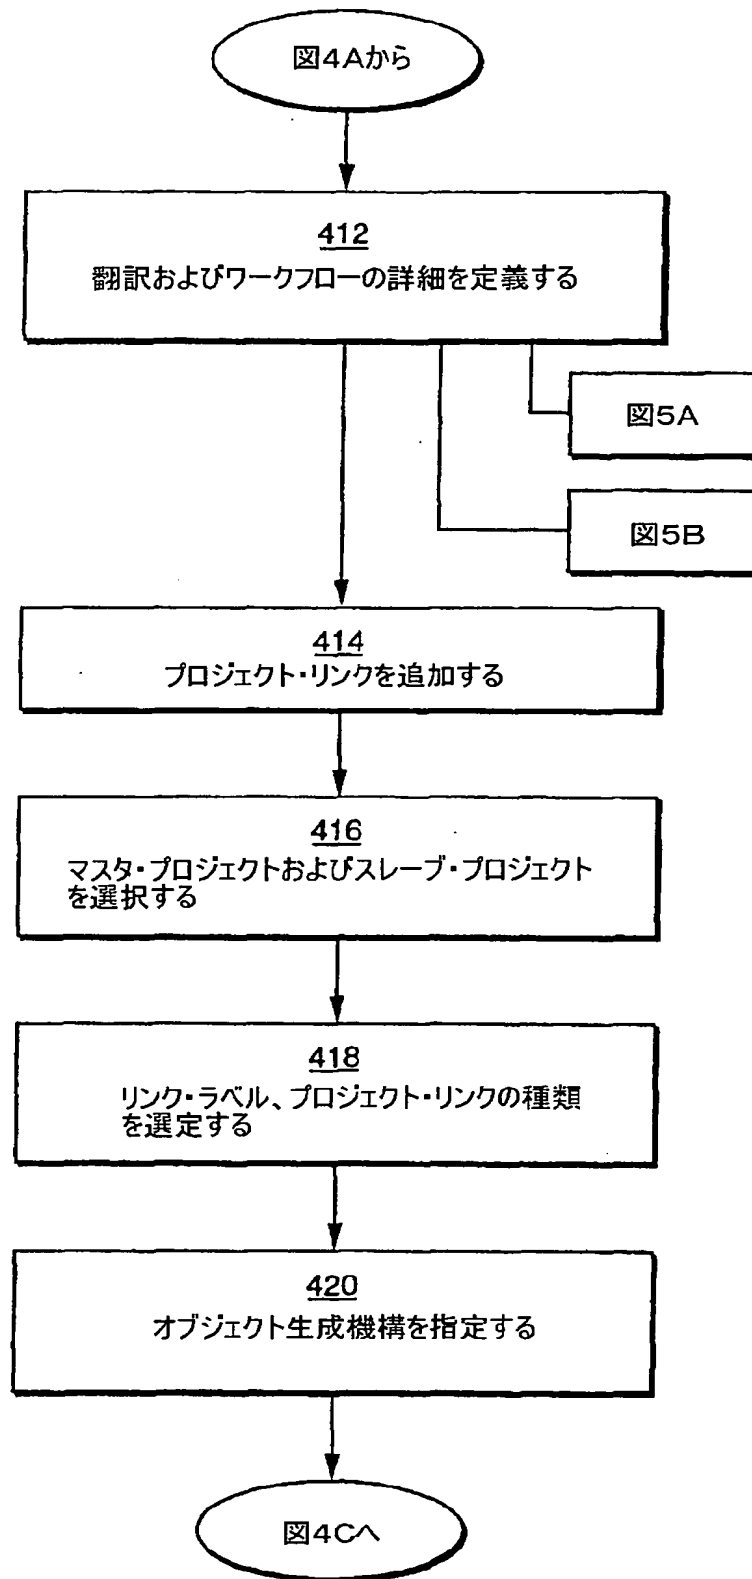 図4Aから
412
翻訳およびワークフローの詳細を定義する
図5A
図5B
414
プロジェクト・リンクを追加する
416
マスタ・プロジェクトおよびスレーブ・プロジェクト
を選択する
418
リンク・ラベル、プロジェクト・リンクの種類
を選定する
420
オブジェクト生成機構を指定する
図4Cへ